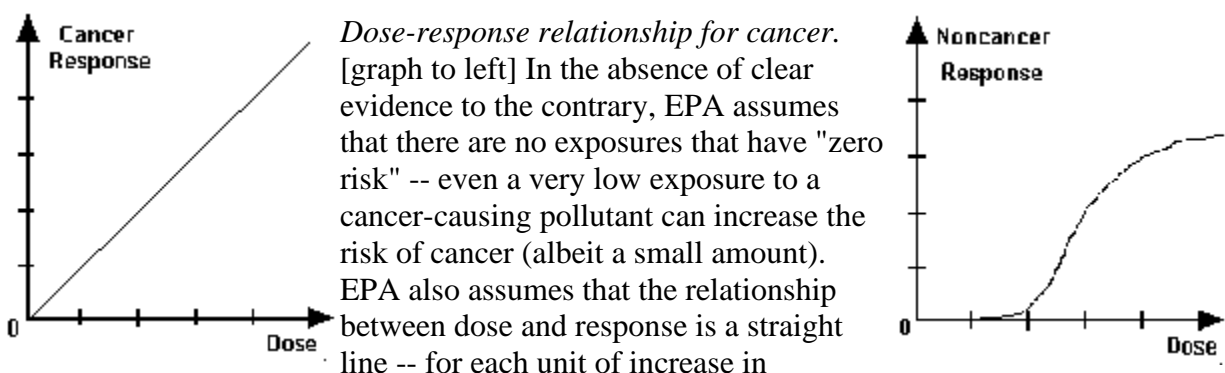 Cancer
Response
0
Dose
Dose-response relationship for cancer.
[graph to left] In the absence of clear
evidence to the contrary, EPA assumes
that there are no exposures that have "zero
risk" -- even a very low exposure to a
cancer-causing pollutant can increase the
risk of cancer (albeit a small amount).
EPA also assumes that the relationship
between dose and response is a straight
line -- for each unit of increase in
Noncancer
Response
0
Dose